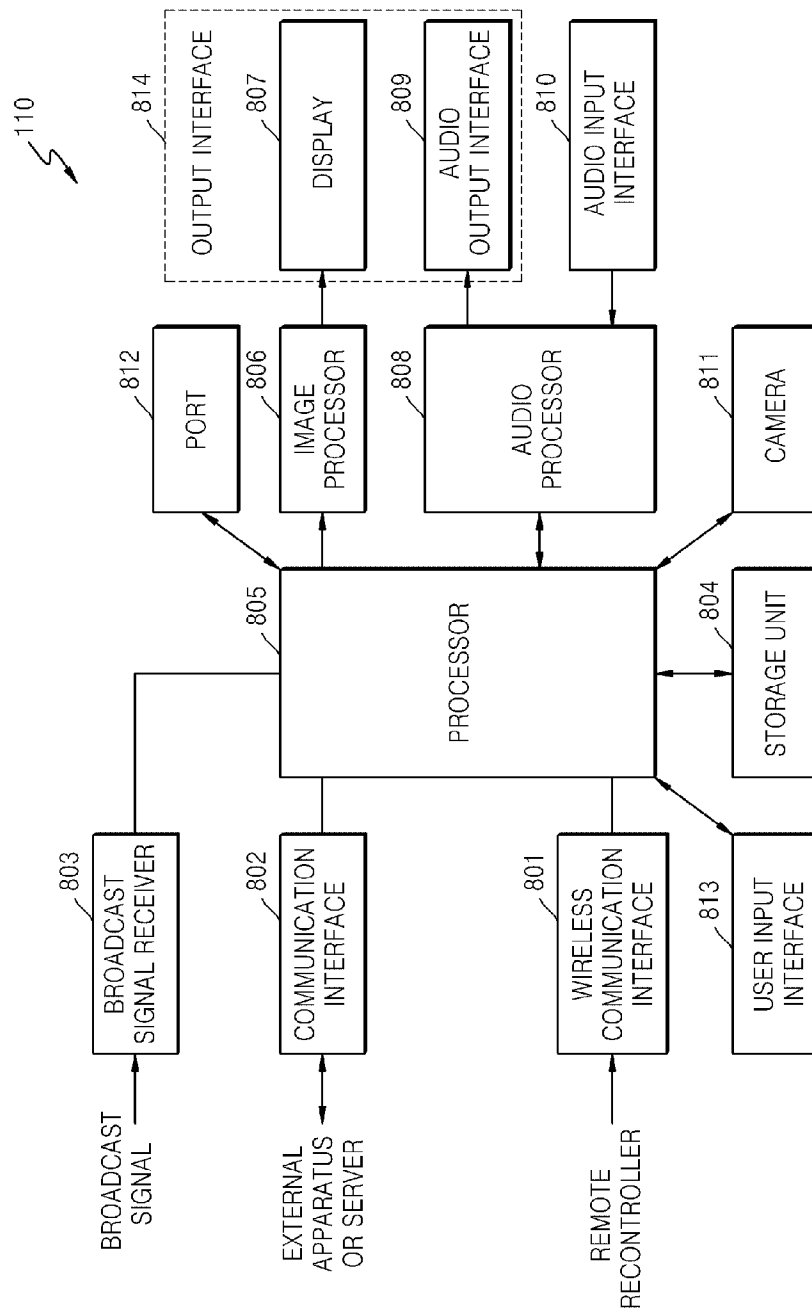 110
BROADCAST
SIGNAL
803
BROADCAST
SIGNAL RECEIVER
EXTERNAL
APPARATUS
OR SERVER
802
COMMUNICATION
INTERFACE
REMOTE
RECONTROLLER
801
WIRELESS
COMMUNICATION
INTERFACE
813
USER INPUT
INTERFACE
805
PROCESSOR
804
STORAGE UNIT
812
PORT
806
IMAGE
PROCESSOR
808
AUDIO
PROCESSOR
811
CAMERA
814
OUTPUT INTERFACE
807
DISPLAY
809
AUDIO
OUTPUT INTERFACE
810
AUDIO INPUT
INTERFACE